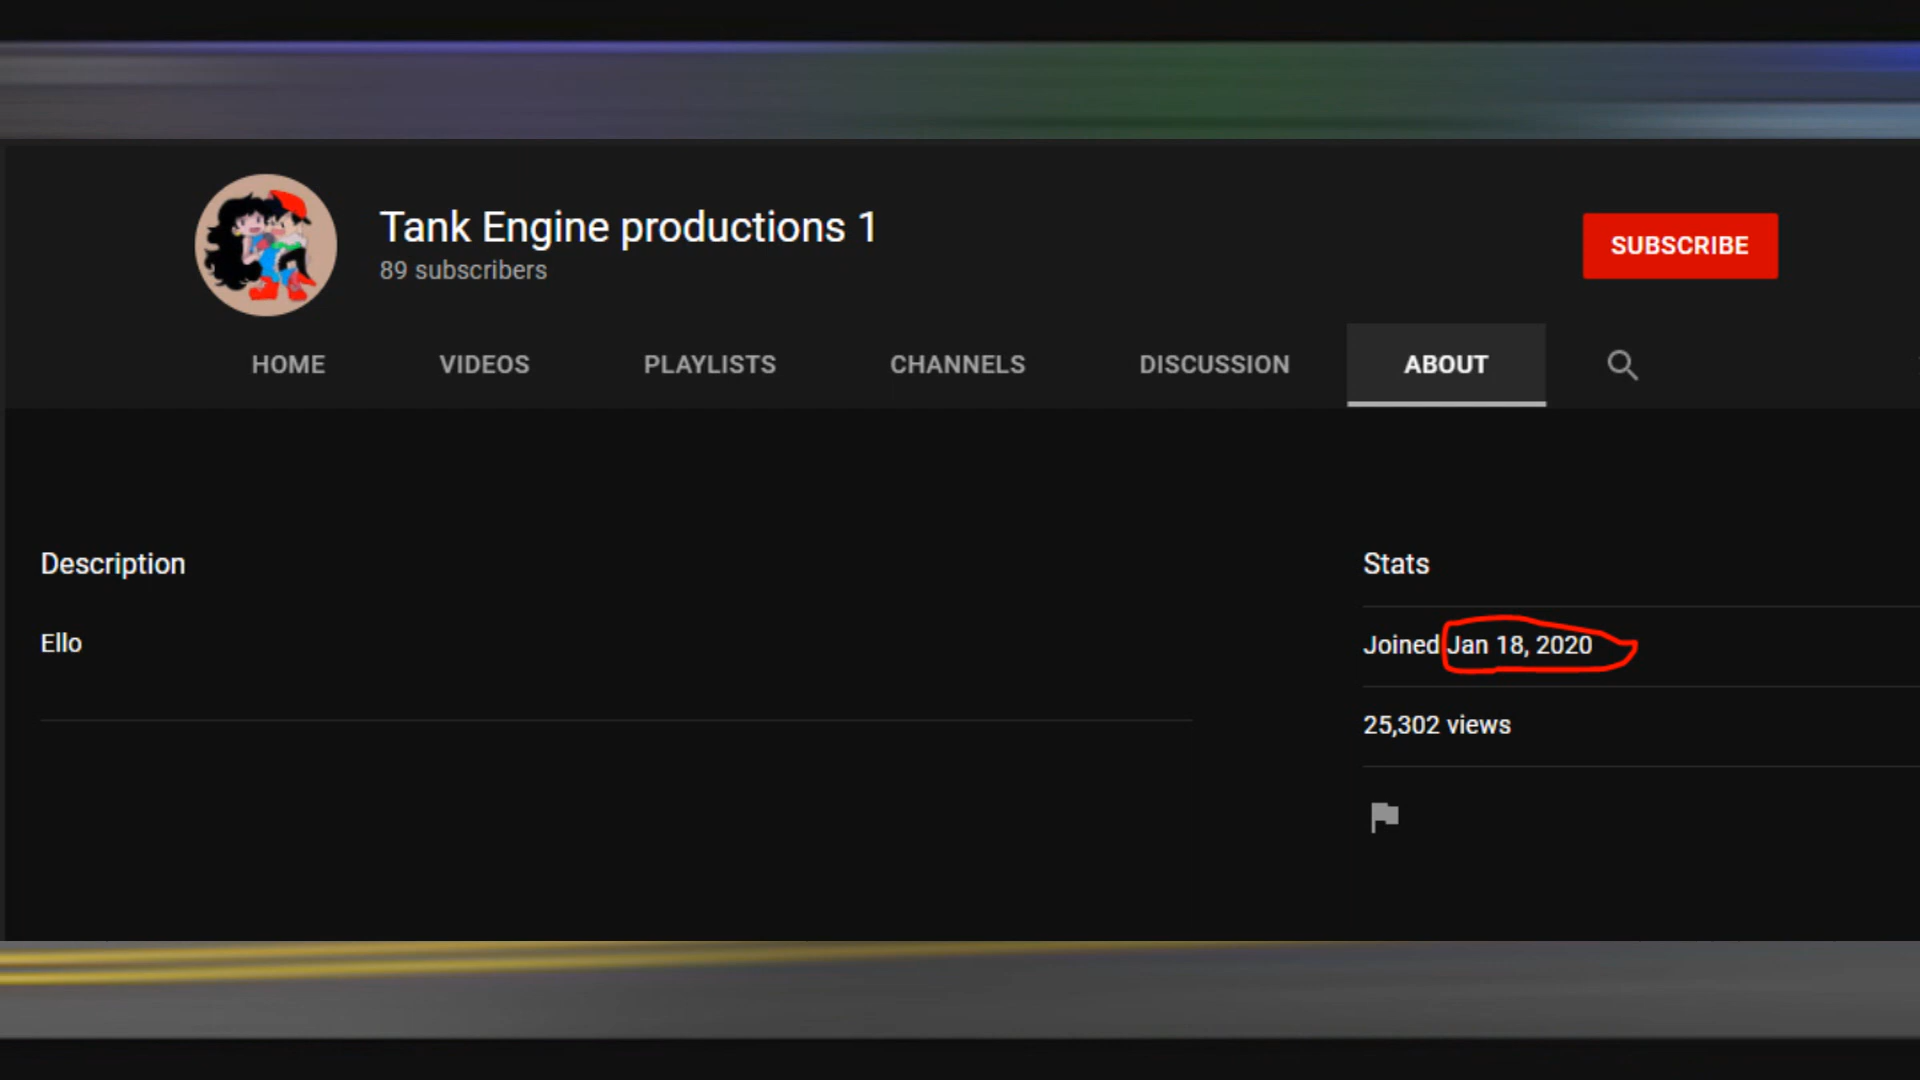 Tank Engine productions 1
89 subscribers
SUBSCRIBE
HOME VIDEOS PLAYLISTS CHANNELS DISCUSSION ABOUT
Description
Stats
Ello
Joined Jan 18, 2020
25,302 views